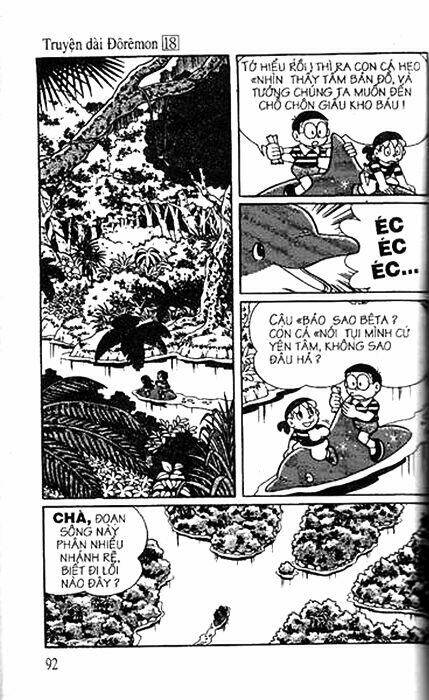 Truyện dài Đôrêmon 18
TỚ HIỂU RỒI! THÌ RA CON CÁ HEO
«NHÌN THẤY TẤM BẢN ĐỒ, VÀ
TƯỞNG CHÚNG TA MUỐN ĐẾN
CHỖ CHÔN GIẤU KHO BÁU!
ÉC
ÉC
ÉC...
CẬU «BẢO SAO BÊTA?
CON CÁ «NÓI TỤI MÌNH CỨ
YÊN TÂM, KHÔNG SAO
ĐÂU HẢ?
CHÀ, ĐOẠN
SÔNG NÀY
PHÂN NHIỀU
NHÁNH RẼ,
BIẾT ĐI LỐI
NÀO ĐÂY?
92